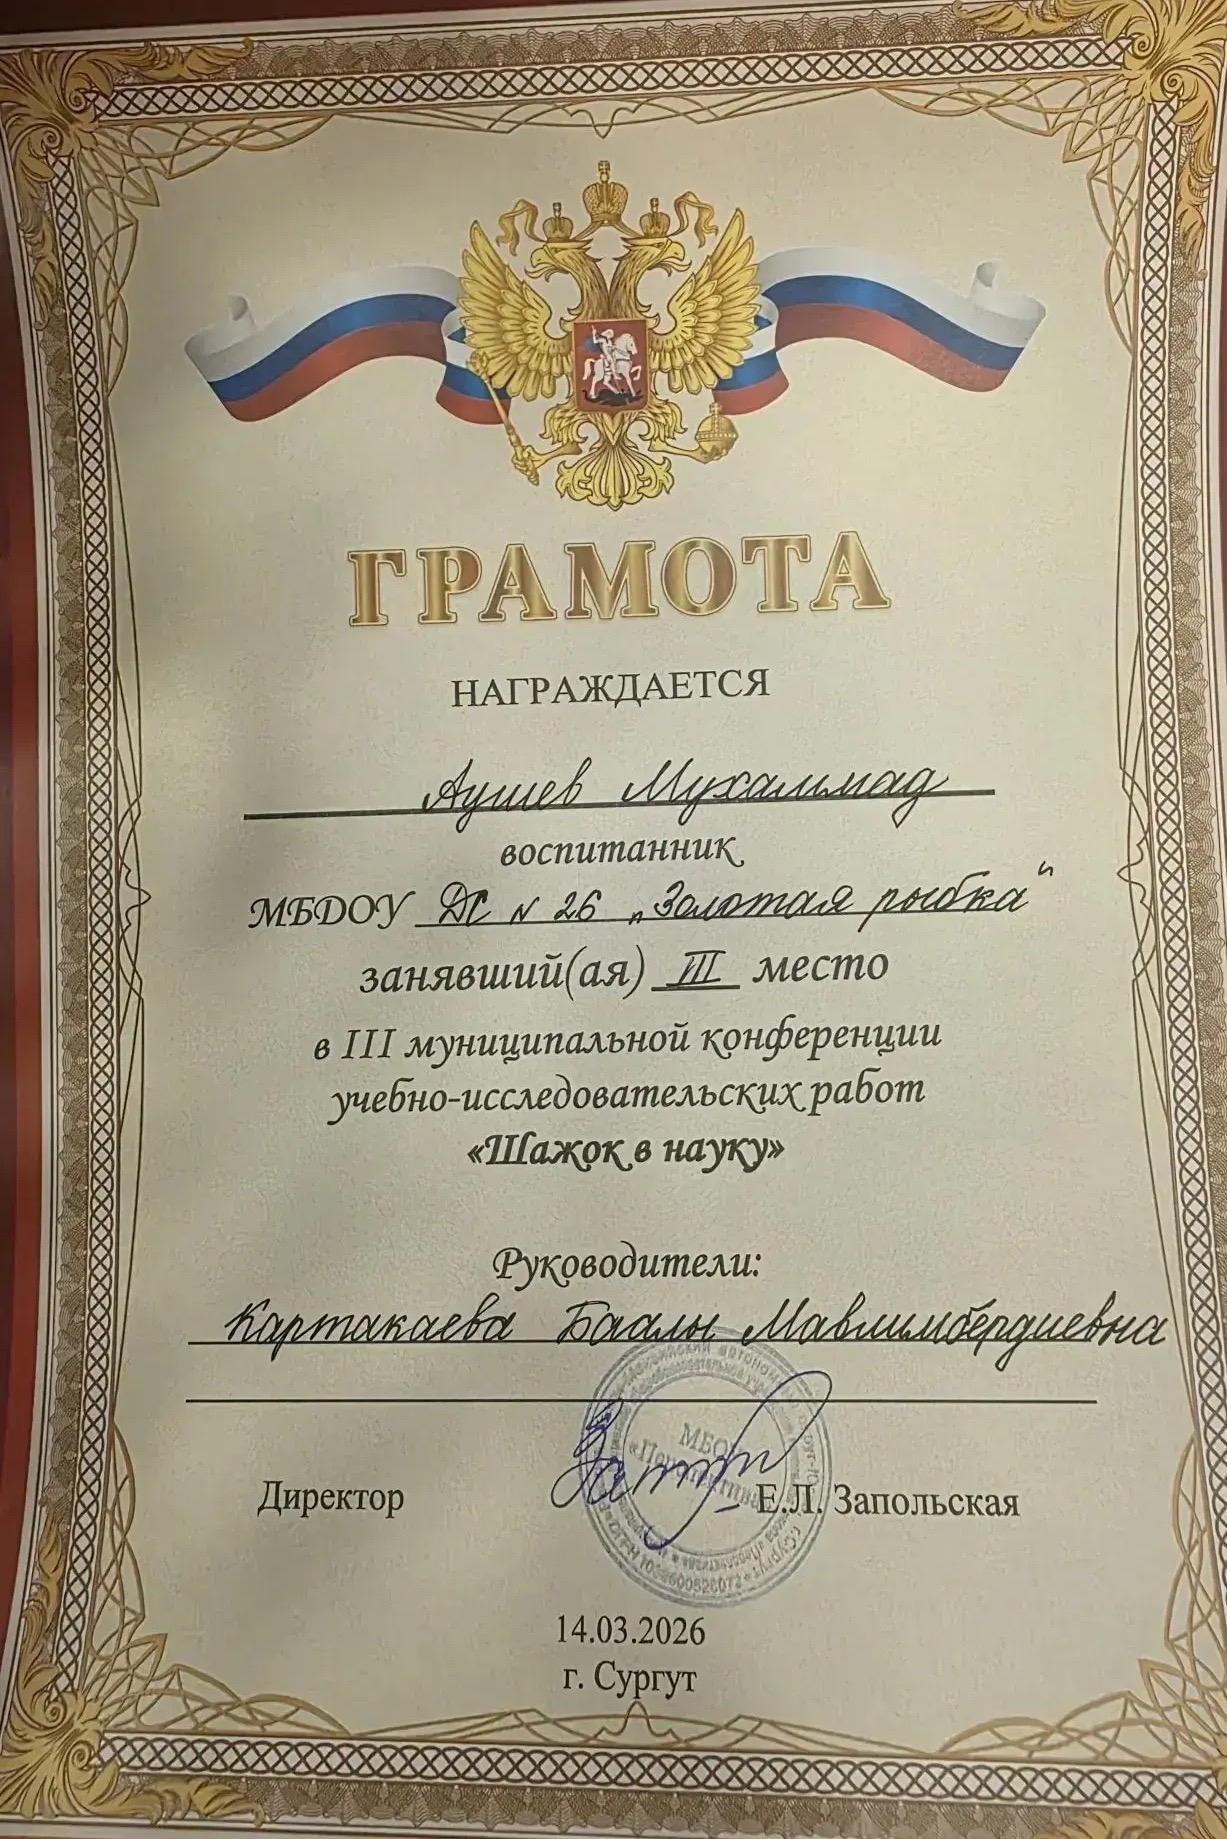 ГРАМОТА
НАГРАЖДАЕТСЯ
Аушев Мухаммад
воспитанник
МБДОУ ДС N 26 „Золотая рыбка"
занявший(ая) III место
в III муниципальной конференции
учебно-исследовательских работ
«Шажок в науку»
Руководители:
Картакаева Баалы Мавлимбердиевна
МБОУ
Директор Е.Л. Запольская
14.03.2026
г. Сургут